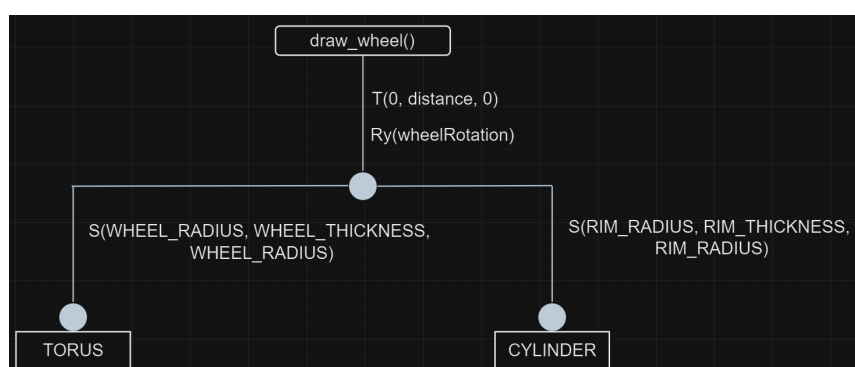 draw_wheel()
T(0, distance, 0)
Ry(wheelRotation)
S(WHEEL_RADIUS, WHEEL_THICKNESS,
WHEEL_RADIUS)
S(RIM_RADIUS, RIM_THICKNESS,
RIM_RADIUS)
TORUS
CYLINDER